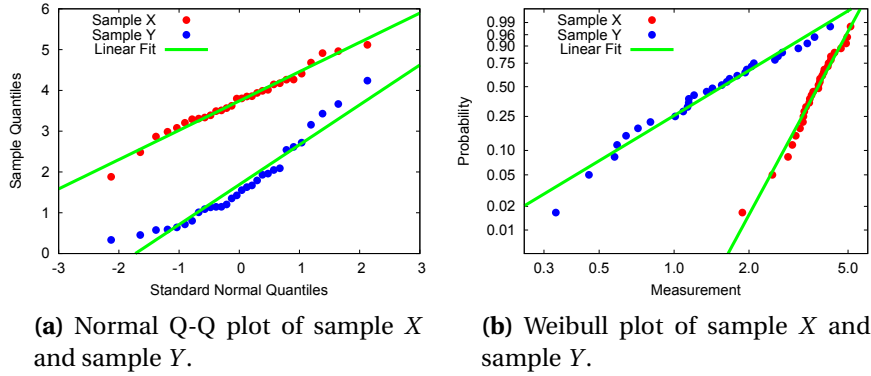 6
5
4
3
2
1
0
Sample Quantiles
Sample X
Sample Y
Linear Fit
-3 -2 -1 0 1 2 3
Standard Normal Quantiles
0.99
0.96
0.90
0.75
0.50
0.25
0.10
0.05
0.02
0.01
Probability
Sample X
Sample Y
Linear Fit
0.3 0.5 1.0 2.0 5.0
Measurement
(a) Normal Q-Q plot of sample X
and sample Y.
(b) Weibull plot of sample X and
sample Y.